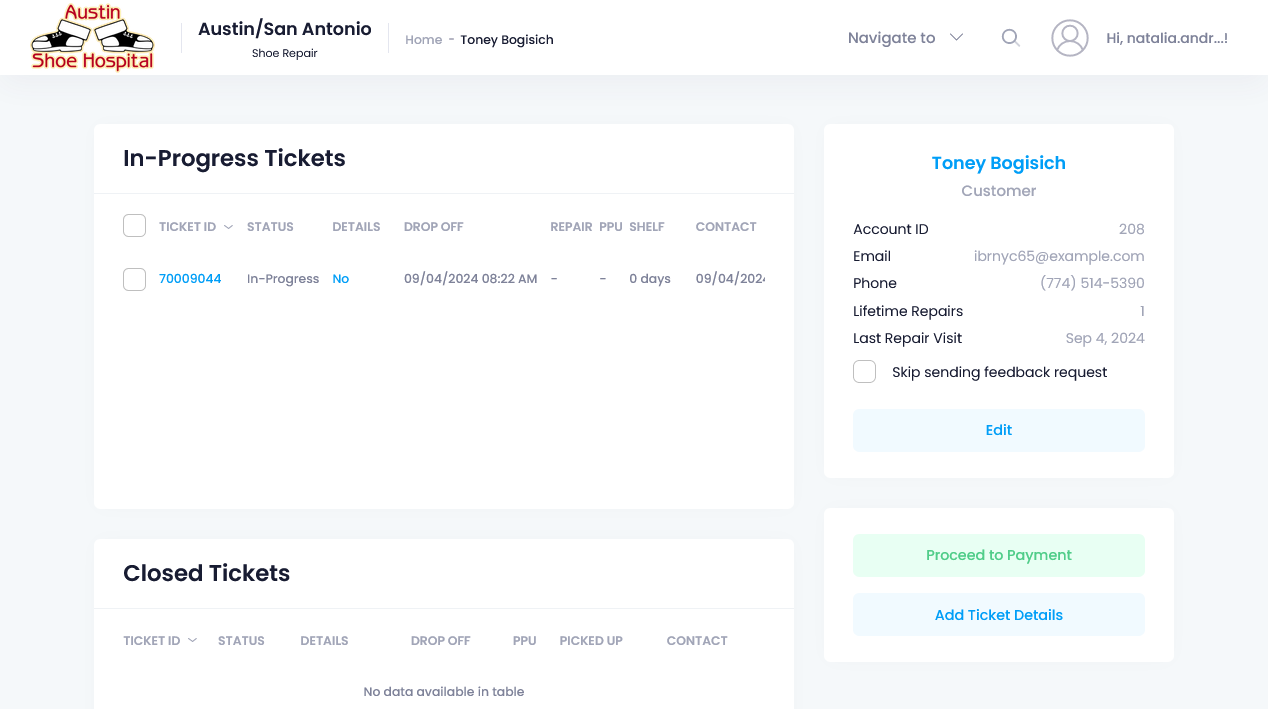 Austin
Shoe Hospital
Austin/San Antonio
Shoe Repair
Home - Toney Bogisich
Navigate to
Hi, natalia.andr...!
In-Progress Tickets
TICKET ID STATUS DETAILS DROP OFF REPAIR PPU SHELF CONTACT
70009044 In-Progress No 09/04/2024 08:22 AM - - 0 days 09/04/202
Closed Tickets
TICKET ID STATUS DETAILS DROP OFF PPU PICKED UP CONTACT
No data available in table
Toney Bogisich
Customer
Account ID 208
Email ibrnyc65@example.com
Phone (774) 514-5390
Lifetime Repairs 1
Last Repair Visit Sep 4, 2024
Skip sending feedback request
Edit
Proceed to Payment
Add Ticket Details